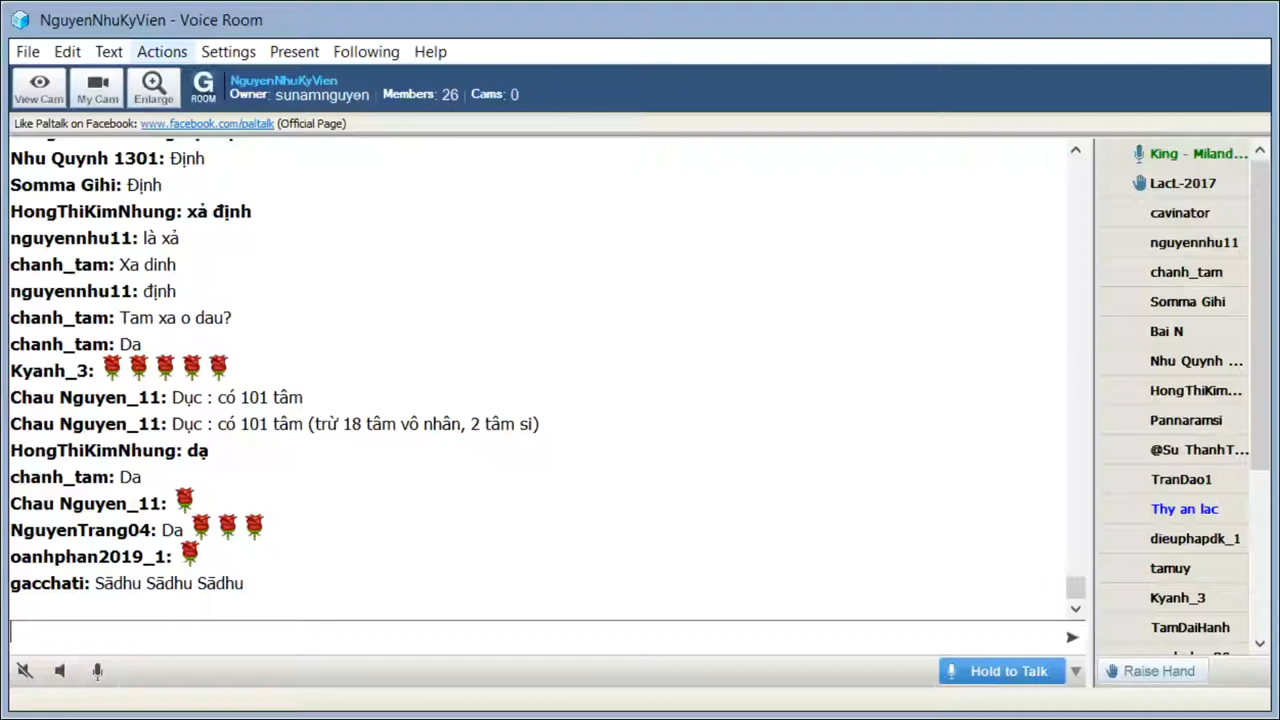 NguyenNhuKyVien - Voice Room
File Edit Text Actions Settings Present Following Help
View Cam My Cam Enlarge G ROOM
NguyenNhuKyVien
Owner: sunamnguyen Members: 26 Cams: 0
Like Paltalk on Facebook: www.facebook.com/paltalk (Official Page)
Nhu Quynh 1301: Định
Somma Gihi: Định
HongThiKimNhung: xả định
nguyennhu11: là xả
chanh_tam: Xa dinh
nguyennhu11: định
chanh_tam: Tam xa o dau?
chanh_tam: Da
Kyanh_3:
Chau Nguyen_11: Dục : có 101 tâm
Chau Nguyen_11: Dục : có 101 tâm (trừ 18 tâm vô nhân, 2 tâm si)
HongThiKimNhung: dạ
chanh_tam: Da
Chau Nguyen_11:
NguyenTrang04: Da
oanhphan2019_1:
gacchati: Sādhu Sādhu Sādhu
King - Miland...
LacL-2017
cavinator
nguyennhu11
chanh_tam
Somma Gihi
Bai N
Nhu Quynh ...
HongThiKim...
Pannaramsi
@Su ThanhT...
TranDao1
Thy an lac
dieuphapdk_1
tamuy
Kyanh_3
TamDaiHanh
Hold to Talk
Raise Hand